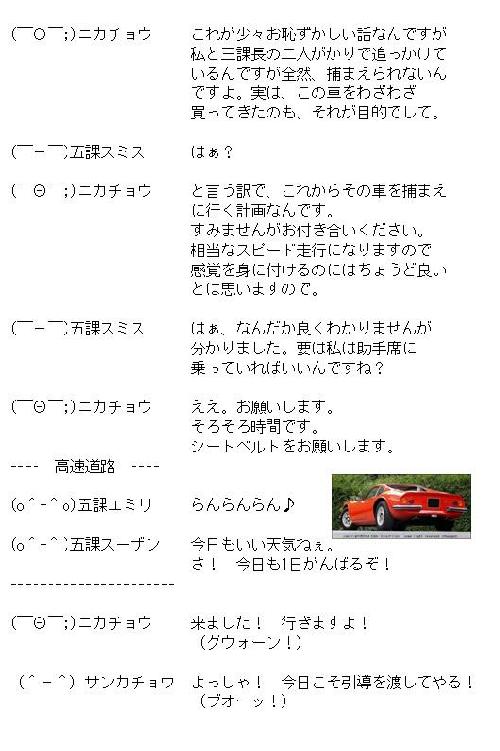 (￣○￣;)ニカチョウ　これが少々お恥ずかしい話なんですが
私と三課長の二人がかりで追っかけて
いるんですが全然、捕まえられないん
ですよ。実は、この車をわざわざ
買ってきたのも、それが目的でして。
(￣－￣)五課スミス　はぁ？
(　Θ　;)ニカチョウ　と言う訳で、これからその車を捕まえ
に行く計画なんです。
すみませんがお付き合いください。
相当なスピード走行になりますので
感覚を身に付けるのにはちょうど良い
とは思いますので。
(￣－￣)五課スミス　はぁ、なんだか良くわかりませんが
分かりました。要は私は助手席に
乗っていればいいんですね？
(￣Θ￣;)ニカチョウ　ええ。お願いします。
そろそろ時間です。
シートベルトをお願いします。
----　高速道路　----
(o＾-＾o)五課エミリ　らんらんらん♪
(o＾-＾)五課スーザン　今日もいい天気ねぇ。
さ！　今日も1日がんばるぞ！
----------------------
(￣Θ￣;)ニカチョウ　来ました！　行きますよ！
（グウォーン！）
(＾－＾) サンカチョウ　よっしゃ！　今日こそ引導を渡してやる！
（ブオーッ！）